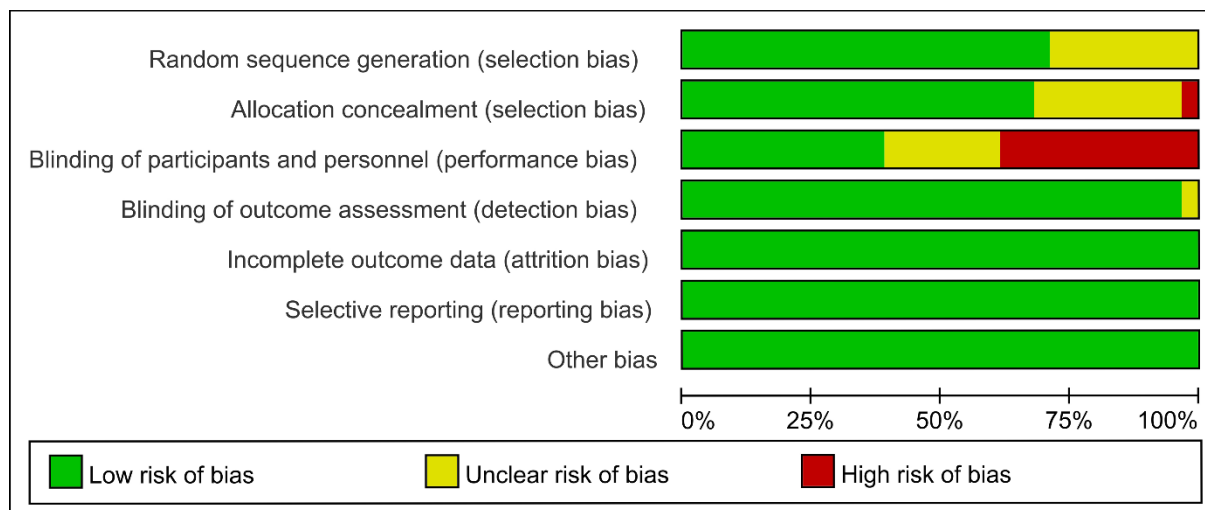 Random sequence generation (selection bias)
Allocation concealment (selection bias)
Blinding of participants and personnel (performance bias)
Blinding of outcome assessment (detection bias)
Incomplete outcome data (attrition bias)
Selective reporting (reporting bias)
Other bias
0% 25% 50% 75% 100%
Low risk of bias Unclear risk of bias High risk of bias